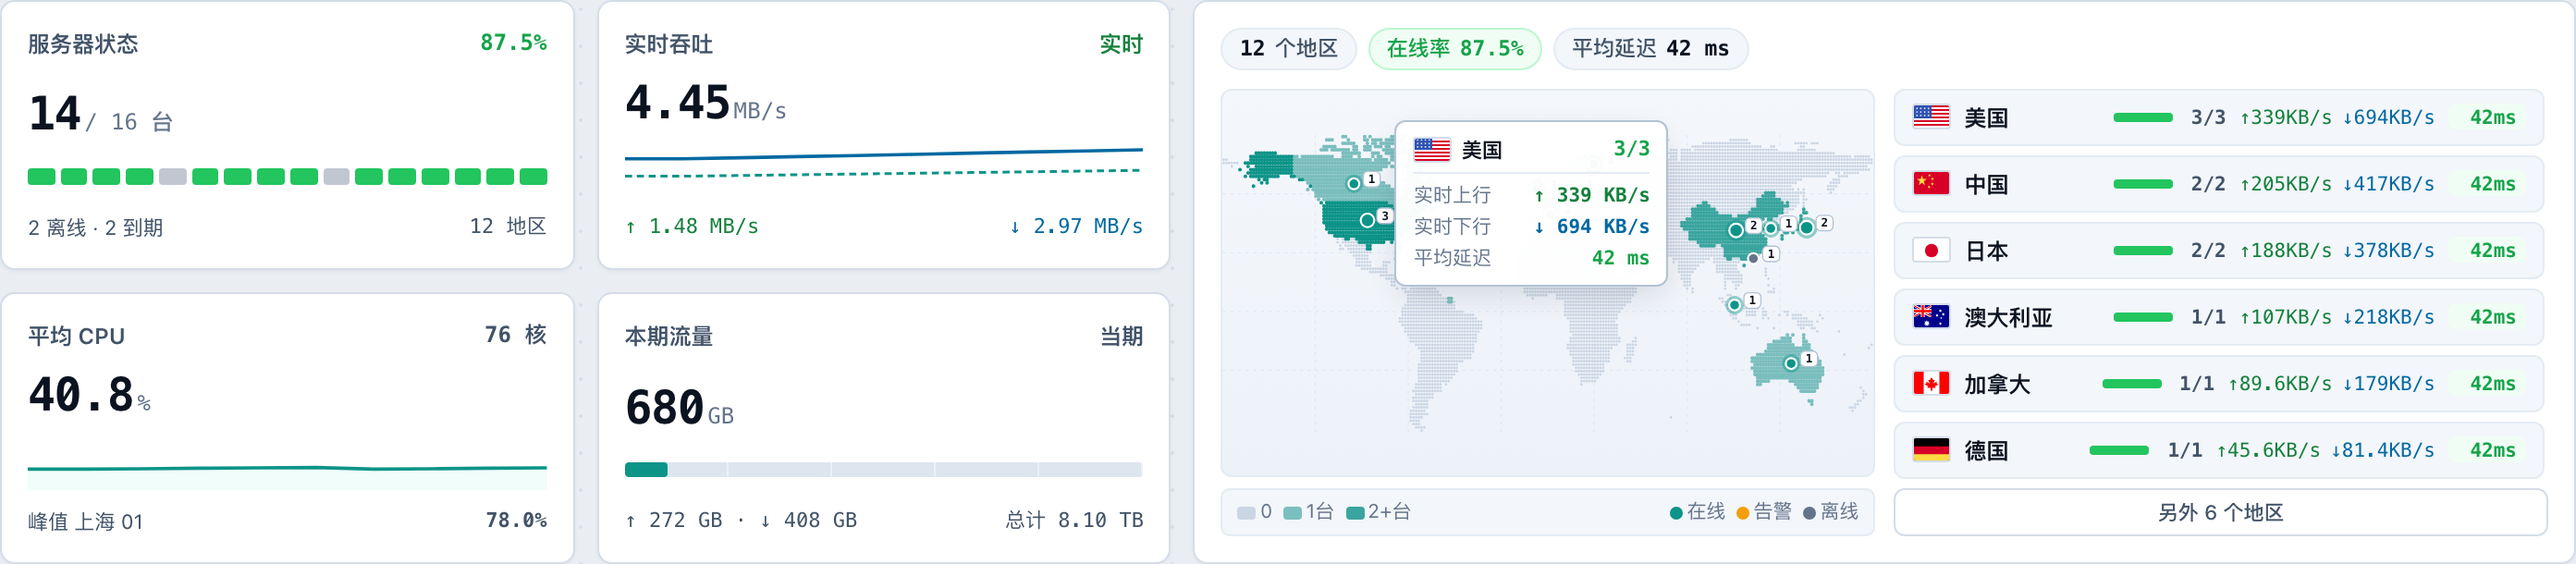 服务器状态 87.5%
14 / 16 台
2 离线 · 2 到期 12 地区
实时吞吐 实时
4.45 MB/s
↑ 1.48 MB/s ↓ 2.97 MB/s
平均 CPU 76 核
40.8 %
峰值 上海 01 78.0%
本期流量 当期
680 GB
↑ 272 GB · ↓ 408 GB 总计 8.10 TB
12 个地区 在线率 87.5% 平均延迟 42 ms
美国 3/3
实时上行 ↑ 339 KB/s
实时下行 ↓ 694 KB/s
平均延迟 42 ms
1
3
2
1
2
1
1
1
0 1台 2+台 在线 告警 离线
美国 3/3 ↑339KB/s ↓694KB/s 42ms
中国 2/2 ↑205KB/s ↓417KB/s 42ms
日本 2/2 ↑188KB/s ↓378KB/s 42ms
澳大利亚 1/1 ↑107KB/s ↓218KB/s 42ms
加拿大 1/1 ↑89.6KB/s ↓179KB/s 42ms
德国 1/1 ↑45.6KB/s ↓81.4KB/s 42ms
另外 6 个地区